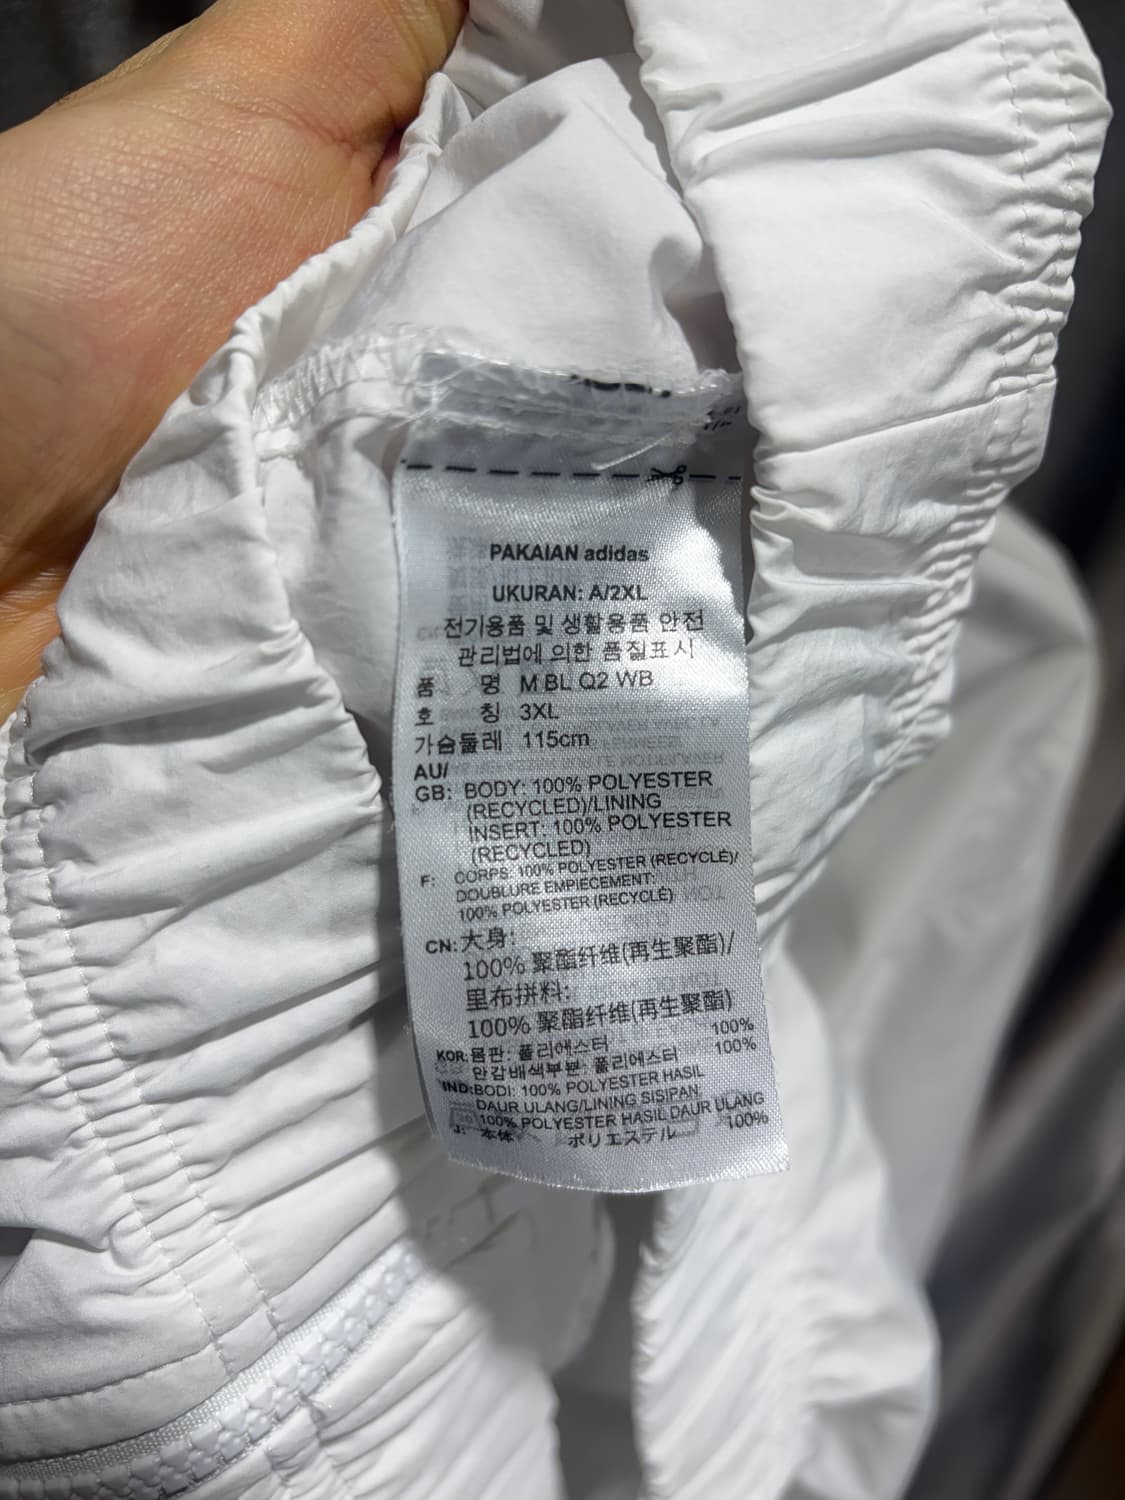 PAKAIAN adidas
UKURAN: A/2XL
전기용품 및 생활용품 안전
관리법에 의한 품질표시
품 명 M BL Q2 WB
호 칭 3XL
가슴둘레 115cm
AU/
GB: BODY: 100% POLYESTER
(RECYCLED)/LINING
INSERT: 100% POLYESTER
(RECYCLED)
F: CORPS: 100% POLYESTER (RECYCLÉ)/
DOUBLURE EMPIECEMENT:
100% POLYESTER (RECYCLÉ)
CN: 大身:
100% 聚酯纤维(再生聚酯)/
里布拼料:
100% 聚酯纤维(再生聚酯)
KOR: 몸판: 폴리에스터 100%
안감배색부분: 폴리에스터 100%
IND: BODI: 100% POLYESTER HASIL
DAUR ULANG/LINING SISIPAN:
100% POLYESTER HASIL DAUR ULANG
J: 本体 ポリエステル 100%